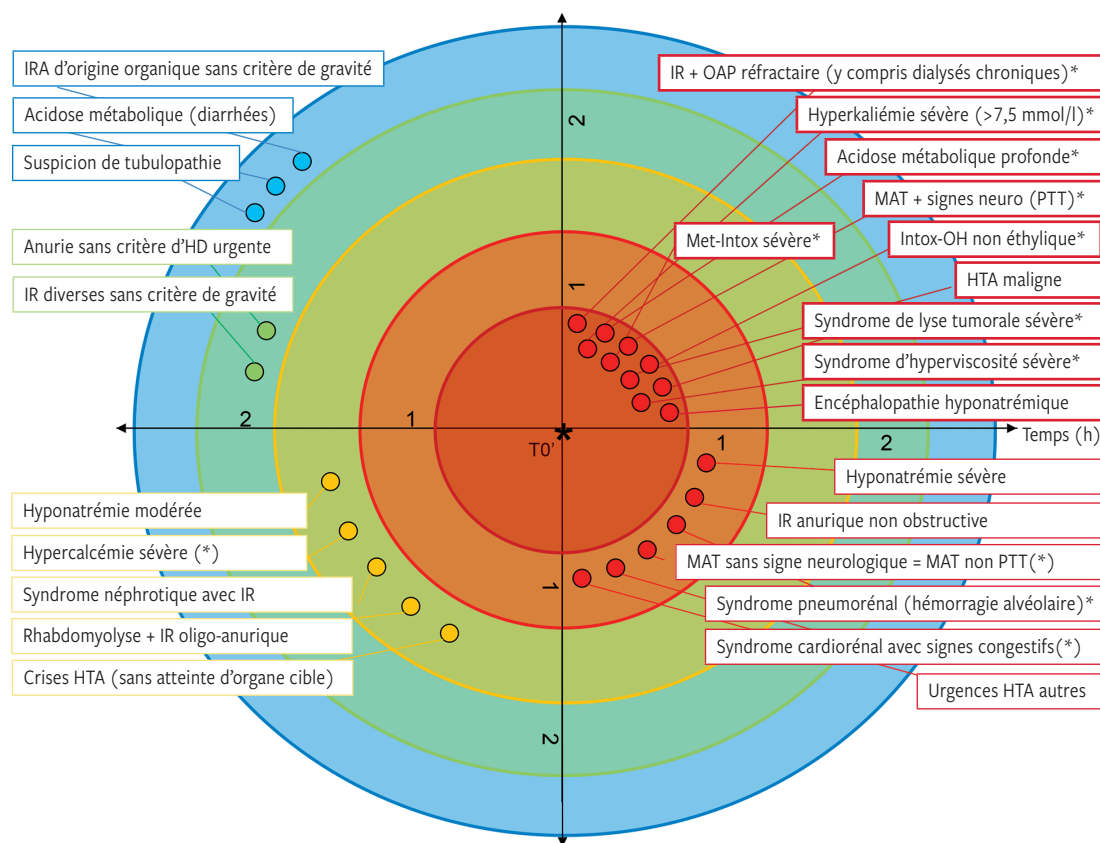 IRA d'origine organique sans critère de gravité
Acidose métabolique (diarrhées)
Suspicion de tubulopathie
Anurie sans critère d'HD urgente
IR diverses sans critère de gravité
IR + OAP réfractaire (y compris dialysés chroniques)*
Hyperkaliémie sévère (>7,5 mmol/l)*
Acidose métabolique profonde*
MAT + signes neuro (PTT)*
Met-Intox sévère*
Intox-OH non éthylique*
HTA maligne
Syndrome de lyse tumorale sévère*
Syndrome d'hyperviscosité sévère*
Encéphalopathie hyponatrémique
2
1
2
1
*
T0'
1
2
Temps (h)
1
2
Hyponatrémie modérée
Hypercalcémie sévère (*)
Syndrome néphrotique avec IR
Rhabdomyolyse + IR oligo-anurique
Crises HTA (sans atteinte d'organe cible)
Hyponatrémie sévère
IR anurique non obstructive
MAT sans signe neurologique = MAT non PTT(*)
Syndrome pneumorénal (hémorragie alvéolaire)*
Syndrome cardiorénal avec signes congestifs(*)
Urgences HTA autres